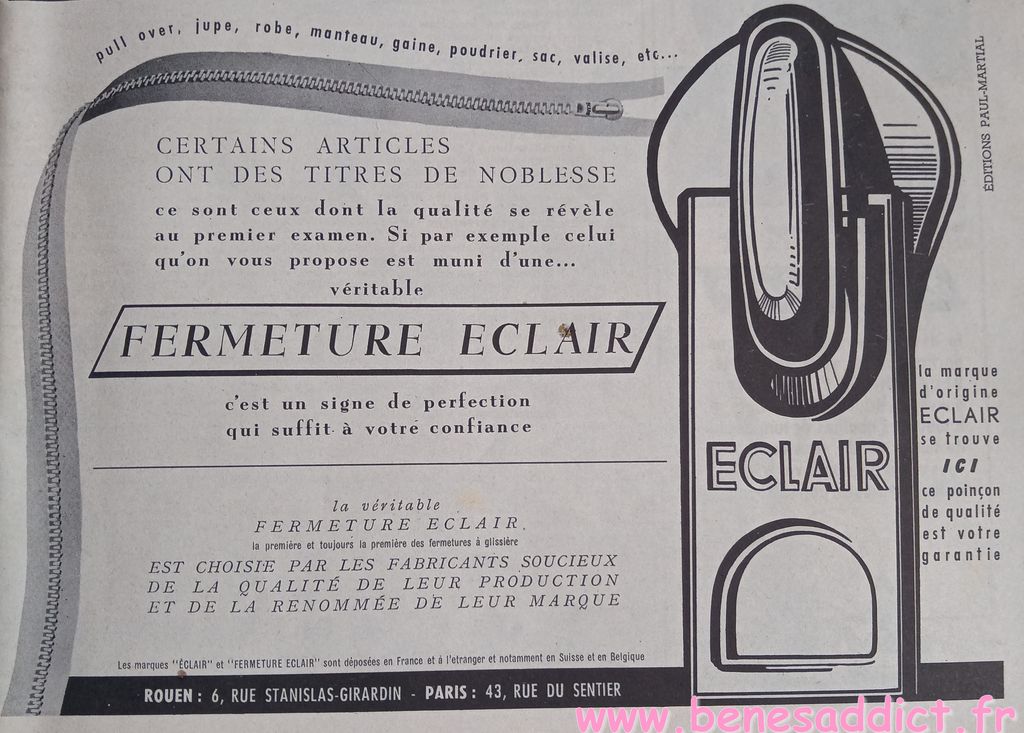 pull over, jupe, robe, manteau, gaine, poudrier, sac, valise, etc...
ÉDITIONS PAUL-MARTIAL
CERTAINS ARTICLES
ONT DES TITRES DE NOBLESSE
ce sont ceux dont la qualité se révèle
au premier examen. Si par exemple celui
qu'on vous propose est muni d'une...
véritable
FERMETURE ECLAIR
c'est un signe de perfection
qui suffit à votre confiance
la marque
d'origine
ECLAIR
se trouve
ICI
ce poinçon
de qualité
est votre
garantie
ECLAIR
la véritable
FERMETURE ECLAIR
la première et toujours la première des fermetures à glissière
EST CHOISIE PAR LES FABRICANTS SOUCIEUX
DE LA QUALITÉ DE LEUR PRODUCTION
ET DE LA RENOMMÉE DE LEUR MARQUE
Les marques "ÉCLAIR" et "FERMETURE ECLAIR" sont déposées en France et à l'etranger et notamment en Suisse et en Belgique
ROUEN : 6, RUE STANISLAS-GIRARDIN - PARIS : 43, RUE DU SENTIER
www.benesaddict.fr